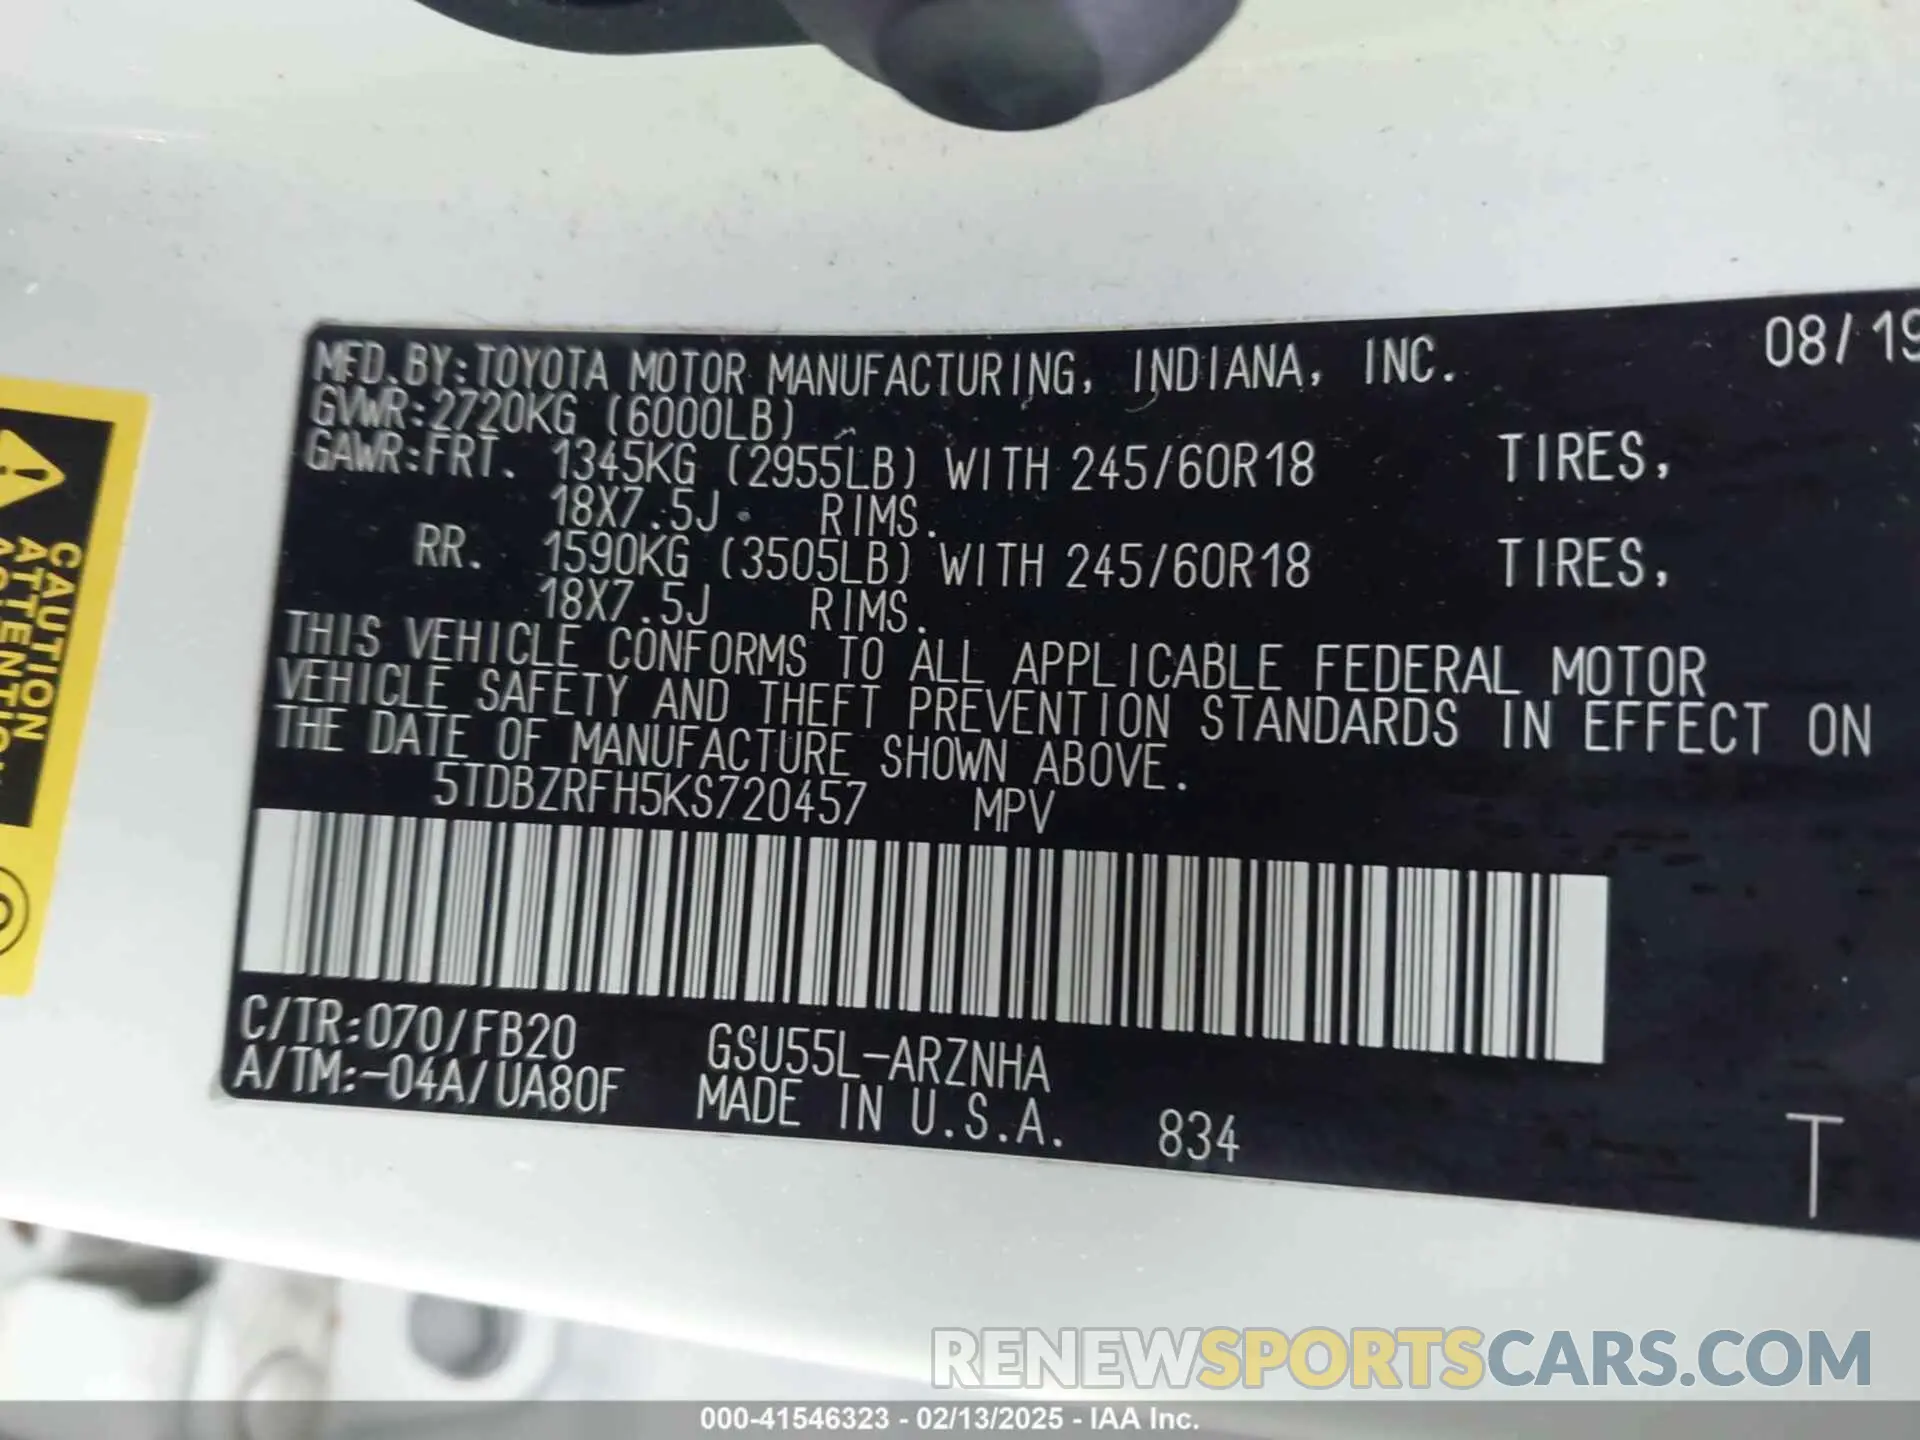 MFD.BY:TOYOTA MOTOR MANUFACTURING, INDIANA, INC. 08/19
GVWR:2720KG (6000LB)
GAWR:FRT. 1345KG (2955LB) WITH 245/60R18 TIRES,
18X7.5J RIMS.
RR. 1590KG (3505LB) WITH 245/60R18 TIRES,
18X7.5J RIMS.
THIS VEHICLE CONFORMS TO ALL APPLICABLE FEDERAL MOTOR
VEHICLE SAFETY AND THEFT PREVENTION STANDARDS IN EFFECT ON
THE DATE OF MANUFACTURE SHOWN ABOVE.
5TDBZRFH5KS720457 MPV
C/TR:070/FB20 GSU55L-ARZNHA
A/TM:-04A/UA80F MADE IN U.S.A. 834
T
CAUTION
RENEWSPORTSCARS.COM
000-41546323 - 02/13/2025 - IAA Inc.